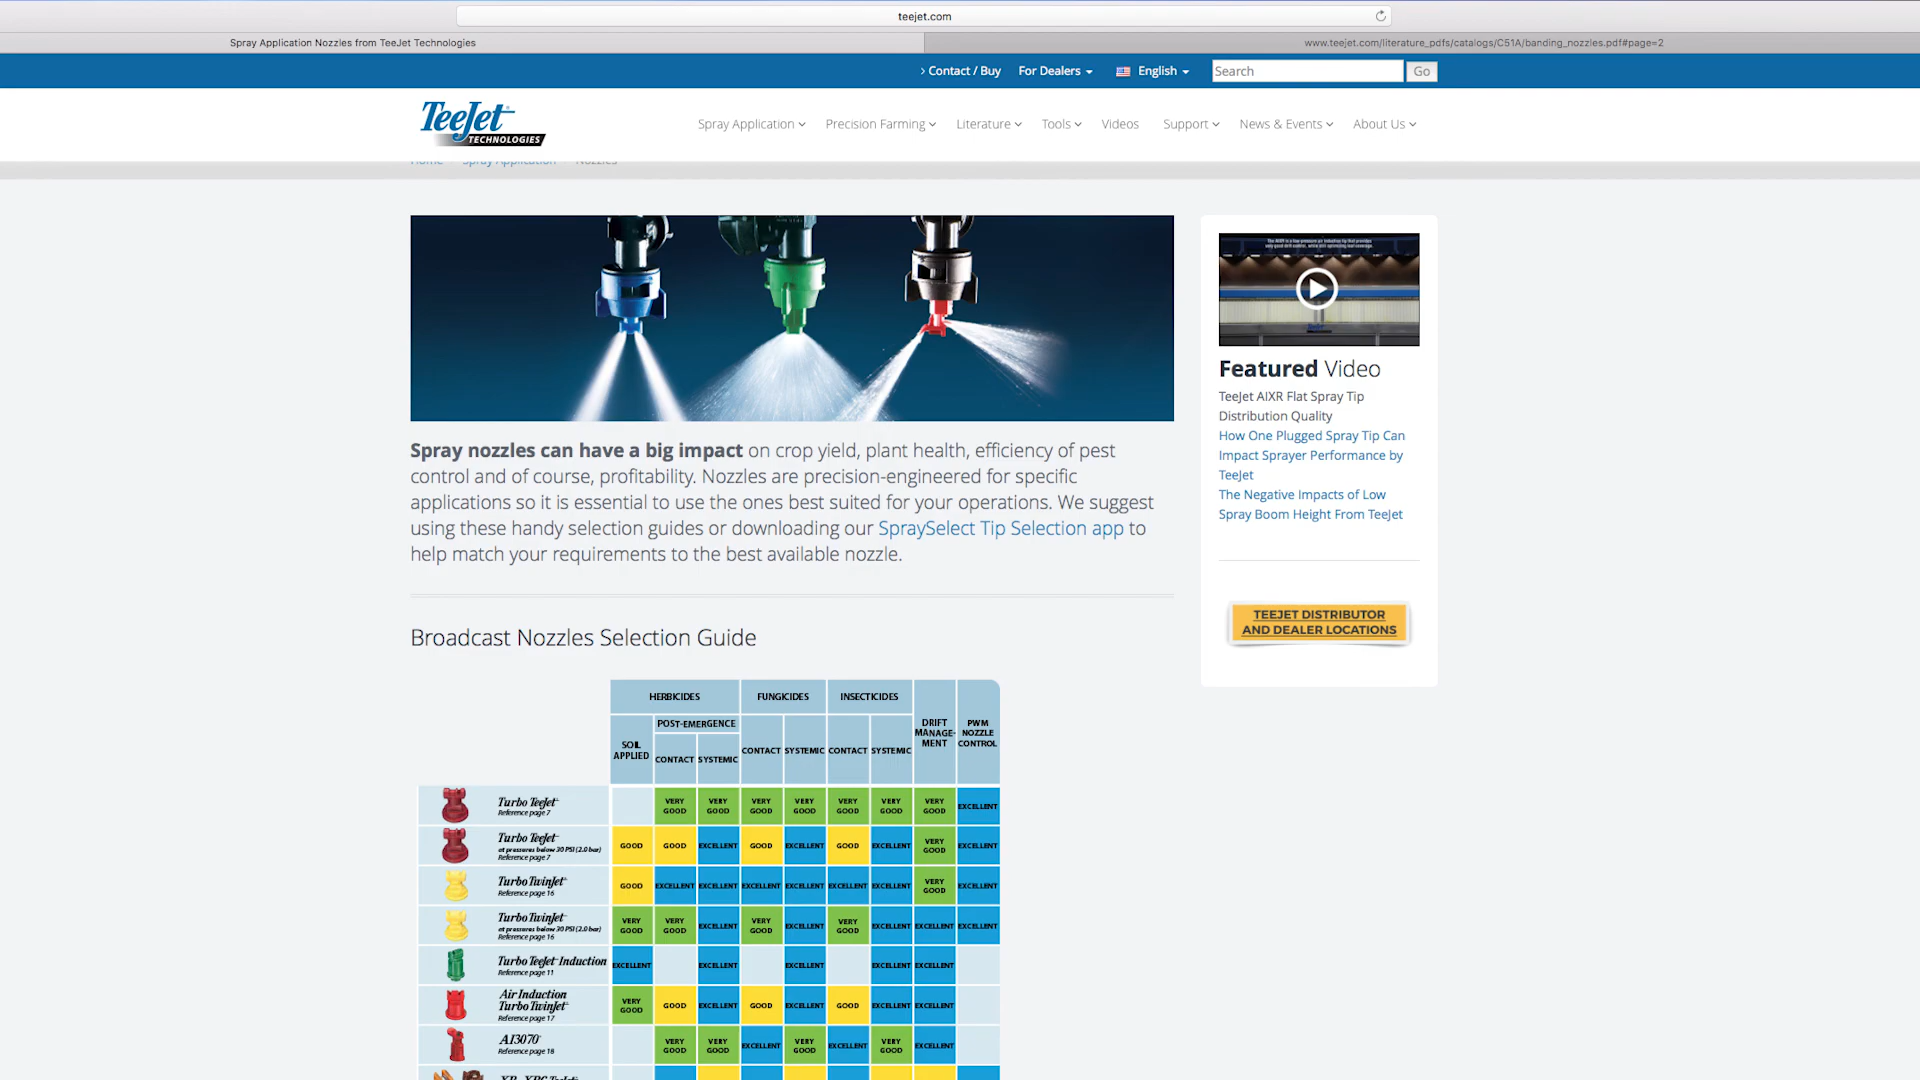 teejet.com
Spray Application Nozzles from TeeJet Technologies
www.teejet.com/literature_pdfs/catalogs/C51A/banding_nozzles.pdf#page=2
› Contact / Buy For Dealers English Search Go
TeeJet
TECHNOLOGIES
Spray Application Precision Farming Literature Tools Videos Support News & Events About Us
Home Spray Application Nozzles
Spray nozzles can have a big impact on crop yield, plant health, efficiency of pest
control and of course, profitability. Nozzles are precision-engineered for specific
applications so it is essential to use the ones best suited for your operations. We suggest
using these handy selection guides or downloading our SpraySelect Tip Selection app to
help match your requirements to the best available nozzle.
Featured Video
TeeJet AIXR Flat Spray Tip
Distribution Quality
How One Plugged Spray Tip Can
Impact Sprayer Performance by
TeeJet
The Negative Impacts of Low
Spray Boom Height From TeeJet
TEEJET DISTRIBUTOR
AND DEALER LOCATIONS
Broadcast Nozzles Selection Guide
HERBICIDES FUNGICIDES INSECTICIDES DRIFT MANAGE-MENT PWM NOZZLE CONTROL
SOIL APPLIED POST-EMERGENCE
CONTACT SYSTEMIC CONTACT SYSTEMIC CONTACT SYSTEMIC
Turbo TeeJet
Reference page 7
VERY GOOD VERY GOOD VERY GOOD VERY GOOD VERY GOOD VERY GOOD VERY GOOD EXCELLENT
Turbo TeeJet
at pressures below 30 PSI (2.0 bar)
Reference page 7
GOOD GOOD EXCELLENT GOOD EXCELLENT GOOD EXCELLENT VERY GOOD EXCELLENT
Turbo TwinJet
Reference page 16
GOOD EXCELLENT EXCELLENT EXCELLENT EXCELLENT EXCELLENT EXCELLENT VERY GOOD EXCELLENT
Turbo TwinJet
at pressures below 30 PSI (2.0 bar)
Reference page 16
VERY GOOD VERY GOOD EXCELLENT VERY GOOD EXCELLENT VERY GOOD EXCELLENT EXCELLENT EXCELLENT
Turbo TeeJet Induction
Reference page 11
EXCELLENT EXCELLENT EXCELLENT EXCELLENT EXCELLENT
Air Induction
Turbo TwinJet
Reference page 17
VERY GOOD GOOD EXCELLENT GOOD EXCELLENT GOOD EXCELLENT EXCELLENT
AI3070
Reference page 18
VERY GOOD VERY GOOD EXCELLENT VERY GOOD EXCELLENT VERY GOOD EXCELLENT